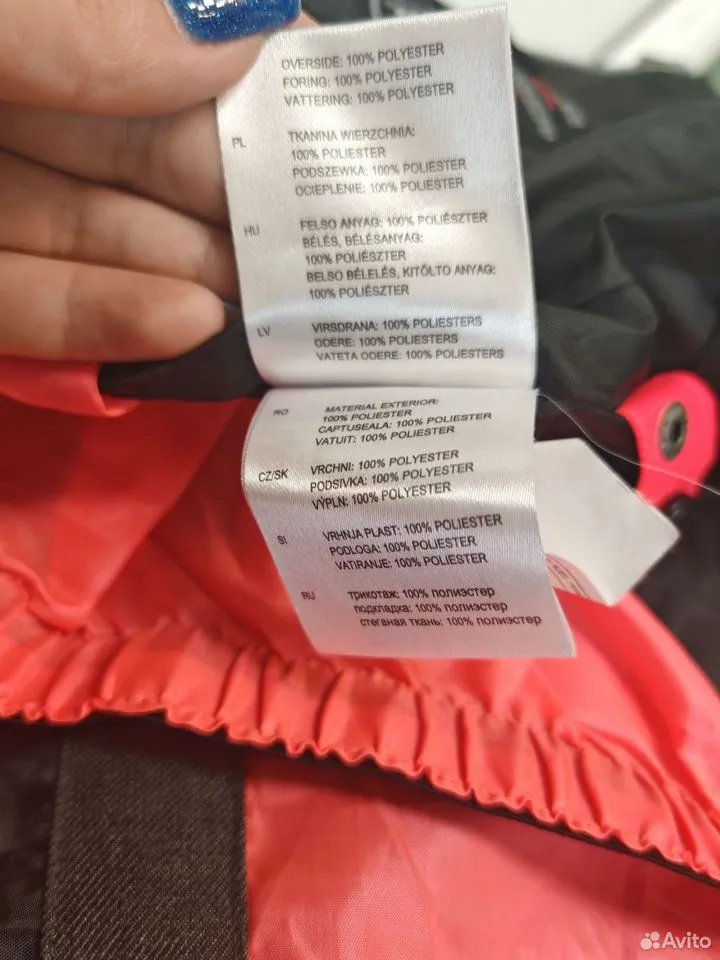 OVERSIDE: 100% POLYESTER
FORING: 100% POLYESTER
VATTERING: 100% POLYESTER
PL TKANINA WIERZCHNIA:
100% POLIESTER
PODSZEWKA: 100% POLIESTER
OCIEPLENIE: 100% POLIESTER
HU FELSO ANYAG: 100% POLIÉSZTER
BÉLÉS, BÉLÉSANYAG:
100% POLIÉSZTER
BELSO BÉLELÉS, KITÖLTO ANYAG:
100% POLIÉSZTER
LV VIRSDRANA: 100% POLIESTERS
ODERE: 100% POLIESTERS
VATETA ODERE: 100% POLIESTERS
RO MATERIAL EXTERIOR:
100% POLIESTER
CAPTUSEALA: 100% POLIESTER
VATUIT: 100% POLIESTER
CZ/SK VRCHNI: 100% POLYESTER
PODSIVKA: 100% POLYESTER
VÝPLN: 100% POLYESTER
SI VRHNJA PLAST: 100% POLIESTER
PODLOGA: 100% POLIESTER
VATIRANJE: 100% POLIESTER
RU трикотаж: 100% полиэстер
подкладка: 100% полиэстер
стеганая ткань: 100% полиэстер
Avito